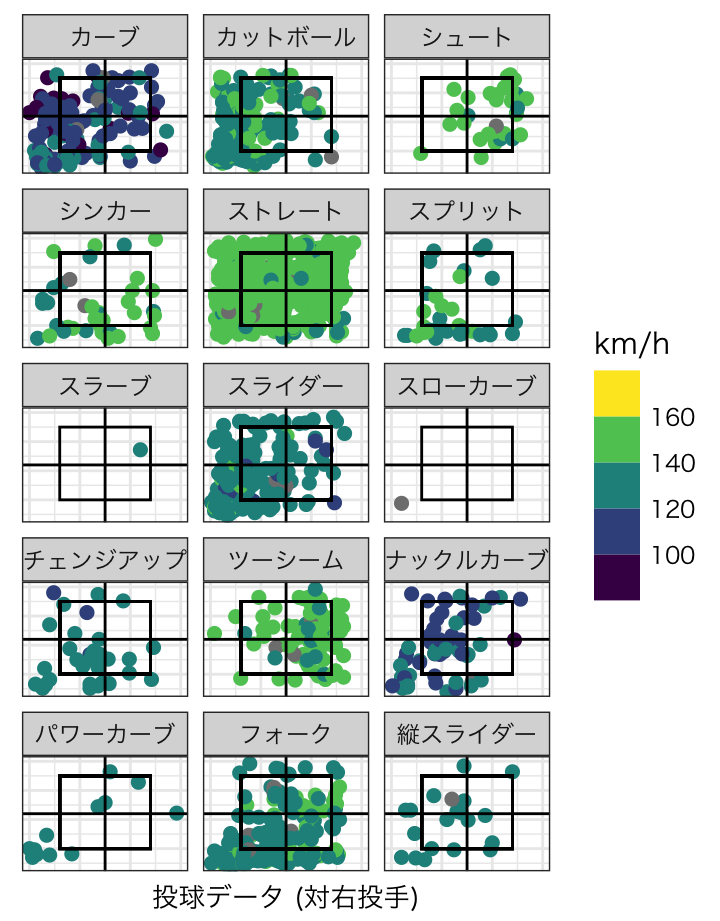 カーブ
カットボール
シュート
シンカー
ストレート
スプリット
スラーブ
スライダー
スローカーブ
チェンジアップ
ツーシーム
ナックルカーブ
パワーカーブ
フォーク
縦スライダー
km/h
160
140
120
100
投球データ (対右投手)